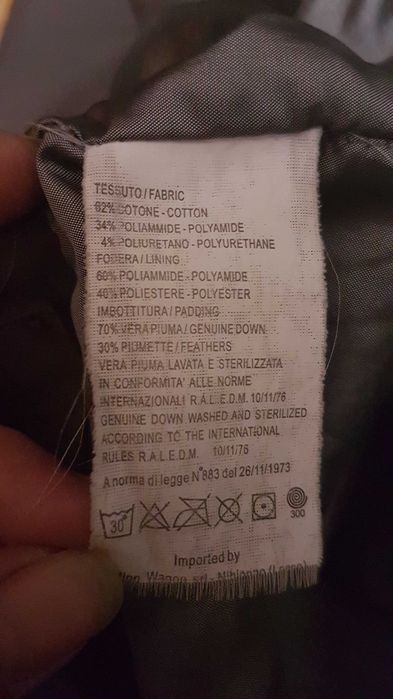 TESSUTO / FABRIC
62% COTONE - COTTON
34% POLIAMMIDE - POLYAMIDE
4% POLIURETANO - POLYURETHANE
FODERA / LINING
60% POLIAMMIDE - POLYAMIDE
40% POLIESTERE - POLYESTER
IMBOTTITURA / PADDING
70% VERA PIUMA / GENUINE DOWN
30% PIUMETTE / FEATHERS
VERA PIUMA LAVATA E STERILIZZATA
IN CONFORMITA' ALLE NORME
INTERNAZIONALI R.A.L.E.D.M. 10/11/76
GENUINE DOWN WASHED AND STERILIZED
ACCORDING TO THE INTERNATIONAL
RULES R.A.L.E.D.M. 10/11/76
A norma di legge N°883 del 26/11/1973
30°
300
Imported by
Wagon srl -